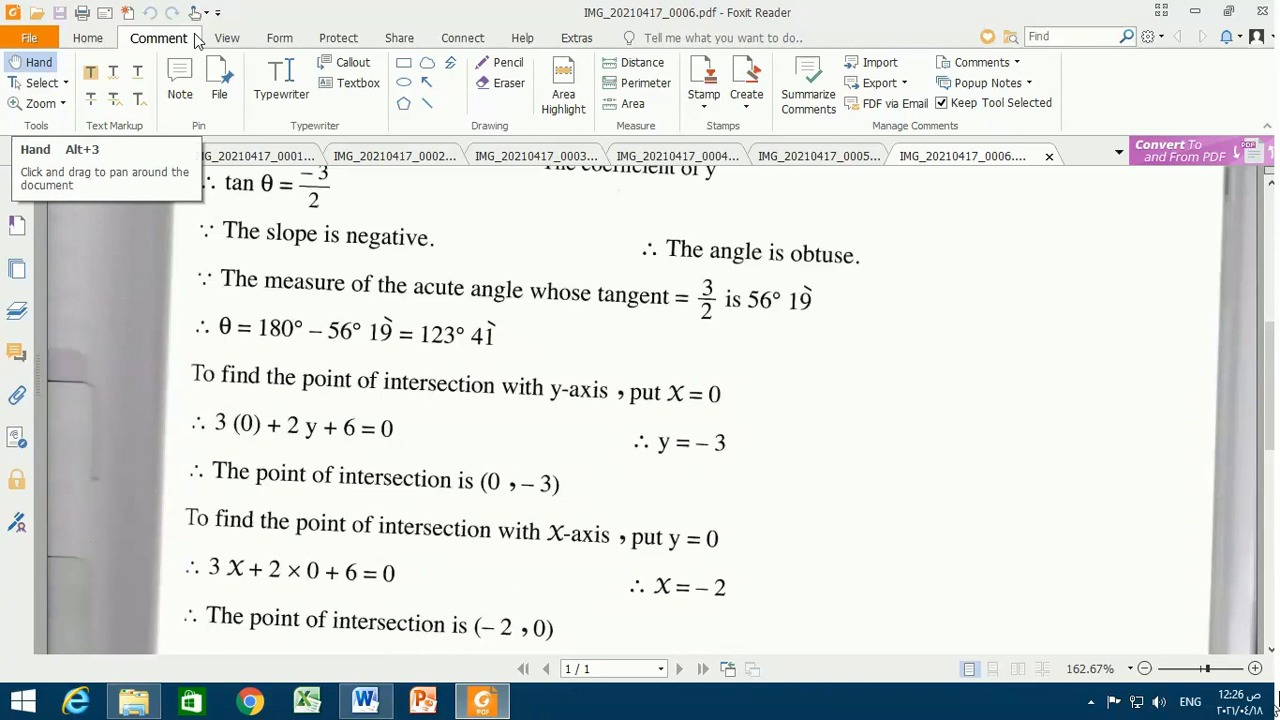 IMG_20210417_0006.pdf - Foxit Reader
File Home Comment View Form Protect Share Connect Help Extras Tell me what you want to do.. Find
Hand
Select
Zoom
Tools
Text Markup
Note
File
Pin
Typewriter
Callout
Textbox
Typewriter
Pencil
Eraser
Drawing
Area Highlight
Distance
Perimeter
Area
Measure
Stamp
Create
Stamps
Summarize Comments
Import
Export
FDF via Email
Comments
Popup Notes
Keep Tool Selected
Manage Comments
Hand Alt+3
Click and drag to pan around the document
IMG_20210417_0001... IMG_20210417_0002... IMG_20210417_0003... IMG_20210417_0004... IMG_20210417_0005... IMG_20210417_0006....
Convert To and From PDF
The coefficient of y
∴ tan θ = −3/2
∵ The slope is negative. ∴ The angle is obtuse.
∵ The measure of the acute angle whose tangent = 3/2 is 56° 19̀
∴ θ = 180° – 56° 19̀ = 123° 41̀
To find the point of intersection with y-axis , put X = 0
∴ 3 (0) + 2 y + 6 = 0 ∴ y = – 3
∴ The point of intersection is (0 , – 3)
To find the point of intersection with X-axis , put y = 0
∴ 3 X + 2 × 0 + 6 = 0 ∴ X = – 2
∴ The point of intersection is (– 2 , 0)
1 / 1
162.67%
ENG
12:26 ص
٢٠٢١/٠٤/١٨